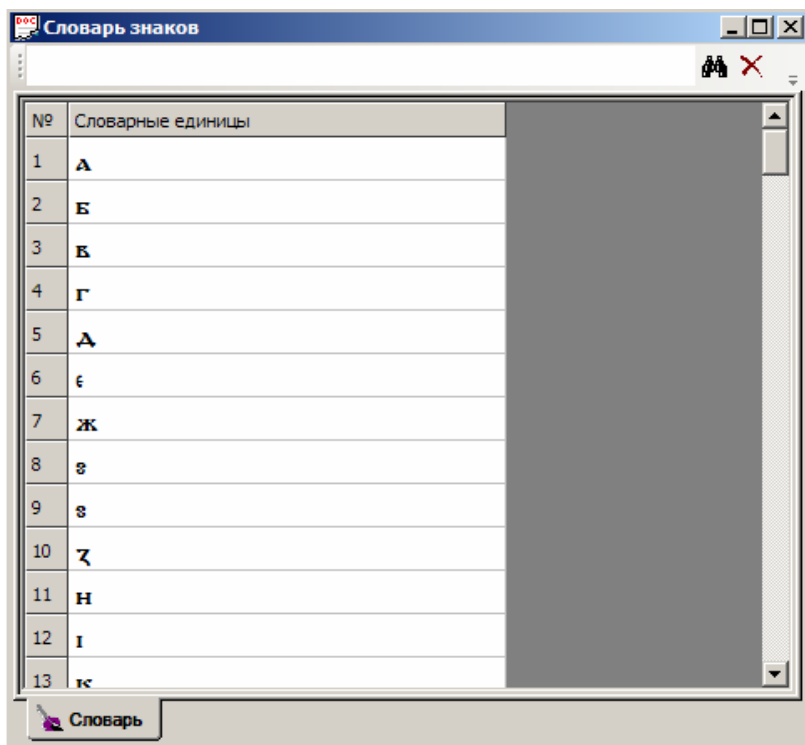 DOC Словарь знаков
№ Словарные единицы
1 А
2 Б
3 В
4 Г
5 Д
6 є
7 Ж
8 ꙁ
9 ꙁ
10 Ꙁ
11 Н
12 І
13 К
Словарь